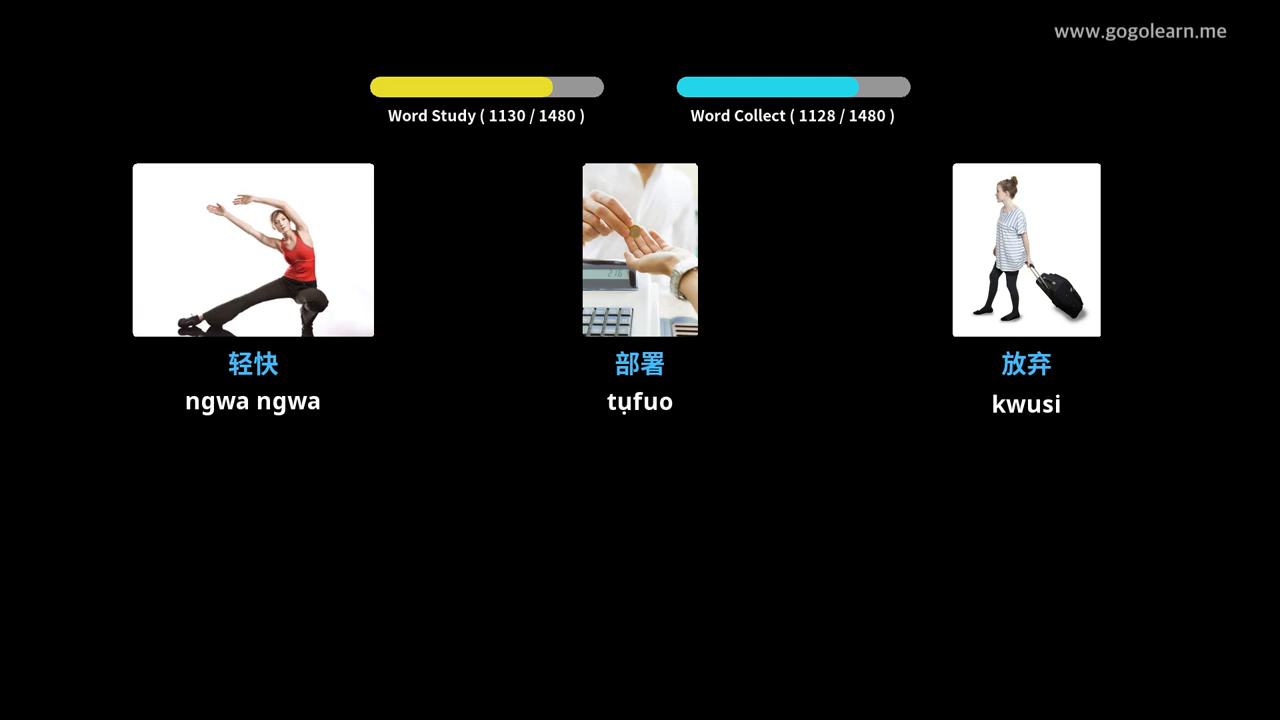 www.gogolearn.me
Word Study ( 1130 / 1480 )
Word Collect ( 1128 / 1480 )
轻快
部署
放弃
ngwa ngwa
tụfuo
kwusi